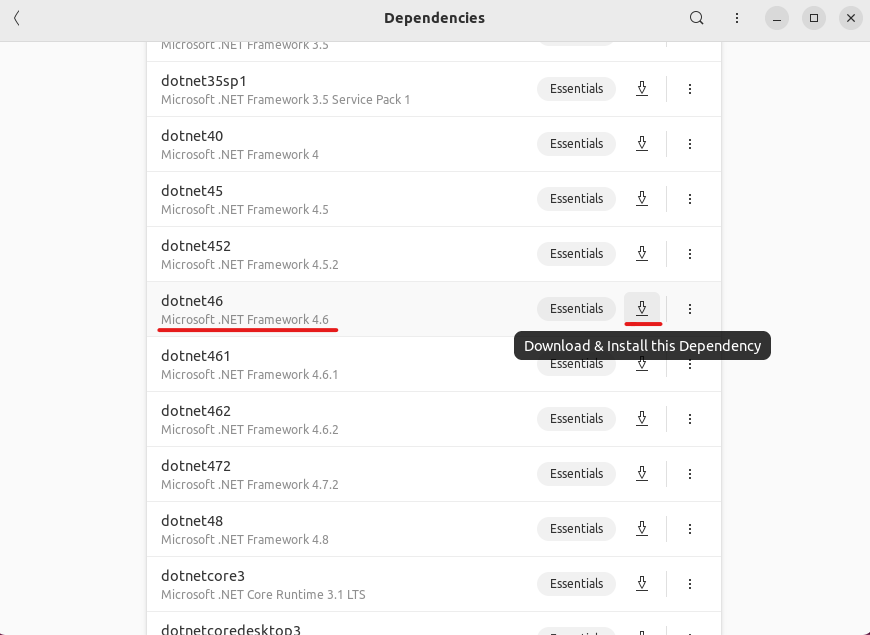 Dependencies
Microsoft .NET Framework 3.5
dotnet35sp1
Microsoft .NET Framework 3.5 Service Pack 1
Essentials
dotnet40
Microsoft .NET Framework 4
Essentials
dotnet45
Microsoft .NET Framework 4.5
Essentials
dotnet452
Microsoft .NET Framework 4.5.2
Essentials
dotnet46
Microsoft .NET Framework 4.6
Essentials
Download & Install this Dependency
dotnet461
Microsoft .NET Framework 4.6.1
Essentials
dotnet462
Microsoft .NET Framework 4.6.2
Essentials
dotnet472
Microsoft .NET Framework 4.7.2
Essentials
dotnet48
Microsoft .NET Framework 4.8
Essentials
dotnetcore3
Microsoft .NET Core Runtime 3.1 LTS
Essentials
dotnetcoredesktop3
Essentials